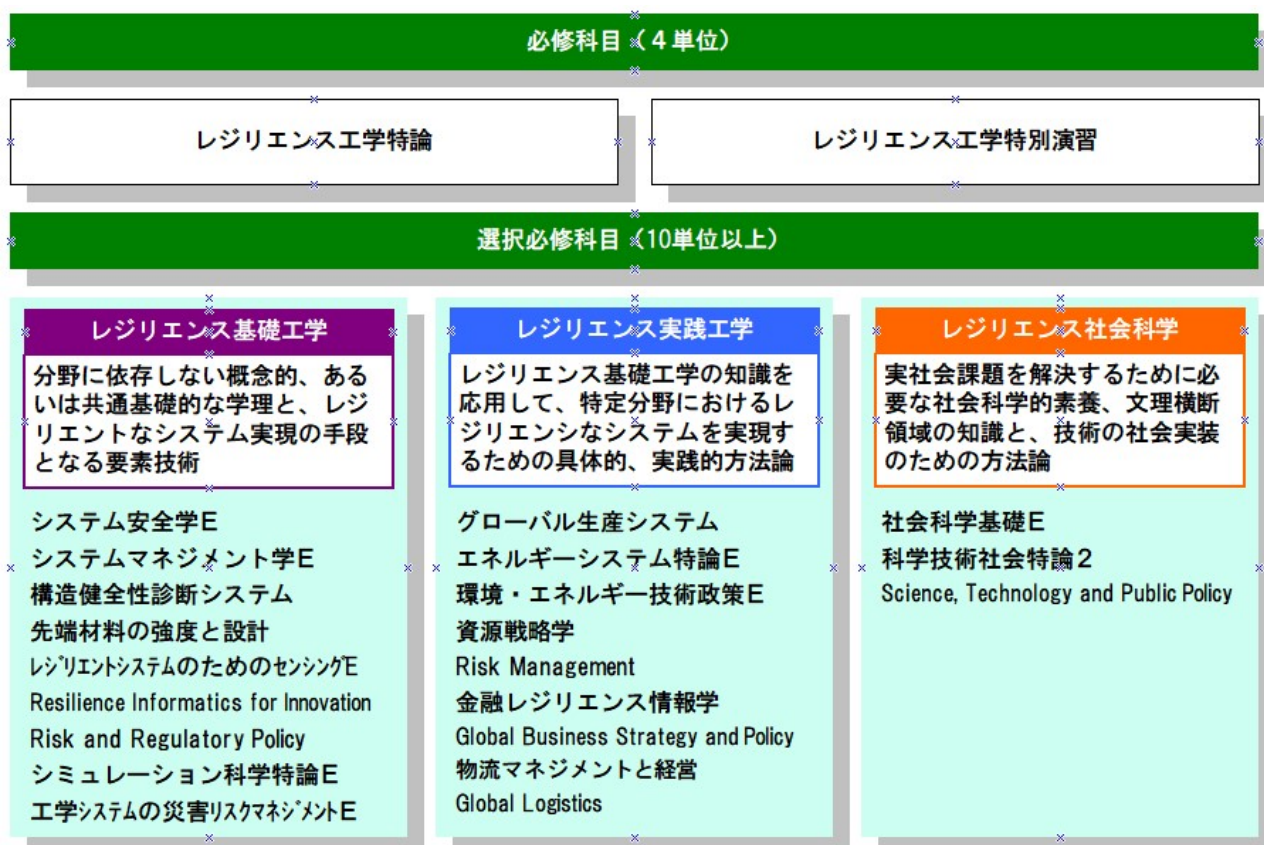 必修科目（４単位）
レジリエンス工学特論
レジリエンス工学特別演習
選択必修科目（10単位以上）
レジリエンス基礎工学
分野に依存しない概念的、ある
いは共通基礎的な学理と、レジ
リエントなシステム実現の手段
となる要素技術
システム安全学E
システムマネジメント学E
構造健全性診断システム
先端材料の強度と設計
ﾚｼﾞﾘｴﾝﾄｼｽﾃﾑのためのｾﾝｼﾝｸﾞE
Resilience Informatics for Innovation
Risk and Regulatory Policy
シミュレーション科学特論E
工学ｼｽﾃﾑの災害ﾘｽｸﾏﾈｼﾞﾒﾝﾄE
レジリエンス実践工学
レジリエンス基礎工学の知識を
応用して、特定分野におけるレ
ジリエンシなシステムを実現す
るための具体的、実践的方法論
グローバル生産システム
エネルギーシステム特論E
環境・エネルギー技術政策E
資源戦略学
Risk Management
金融レジリエンス情報学
Global Business Strategy and Policy
物流マネジメントと経営
Global Logistics
レジリエンス社会科学
実社会課題を解決するために必
要な社会科学的素養、文理横断
領域の知識と、技術の社会実装
のための方法論
社会科学基礎E
科学技術社会特論２
Science, Technology and Public Policy